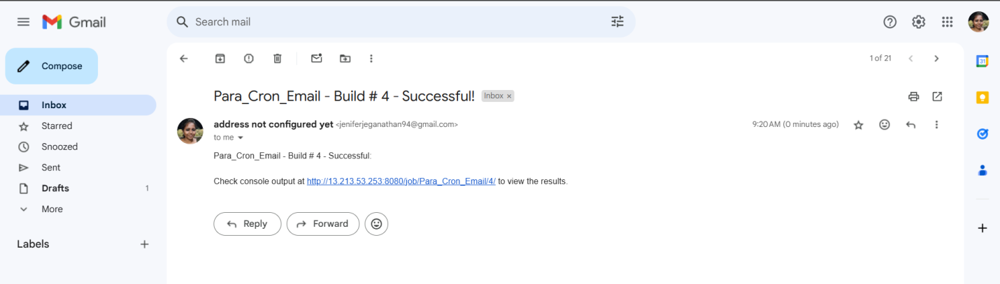 Gmail
Search mail
Compose
1 of 21
Para_Cron_Email - Build # 4 - Successful! Inbox ×
Inbox
address not configured yet <jeniferjeganathan94@gmail.com> 9:20 AM (0 minutes ago)
Starred
to me
Snoozed
Para_Cron_Email - Build # 4 - Successful:
Sent
Check console output at http://13.213.53.253:8080/job/Para_Cron_Email/4/ to view the results.
Drafts 1
More
Reply Forward
Labels
31